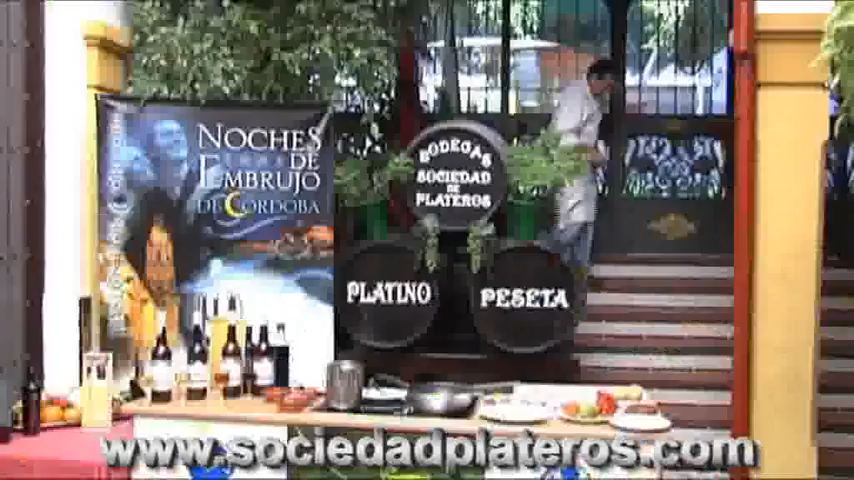 NOCHES
DE
EMBRUJO
DE CORDOBA
BODEGAS
SOCIEDAD
DE
PLATEROS
PLATINO
PESETA
www.sociedadplateros.com